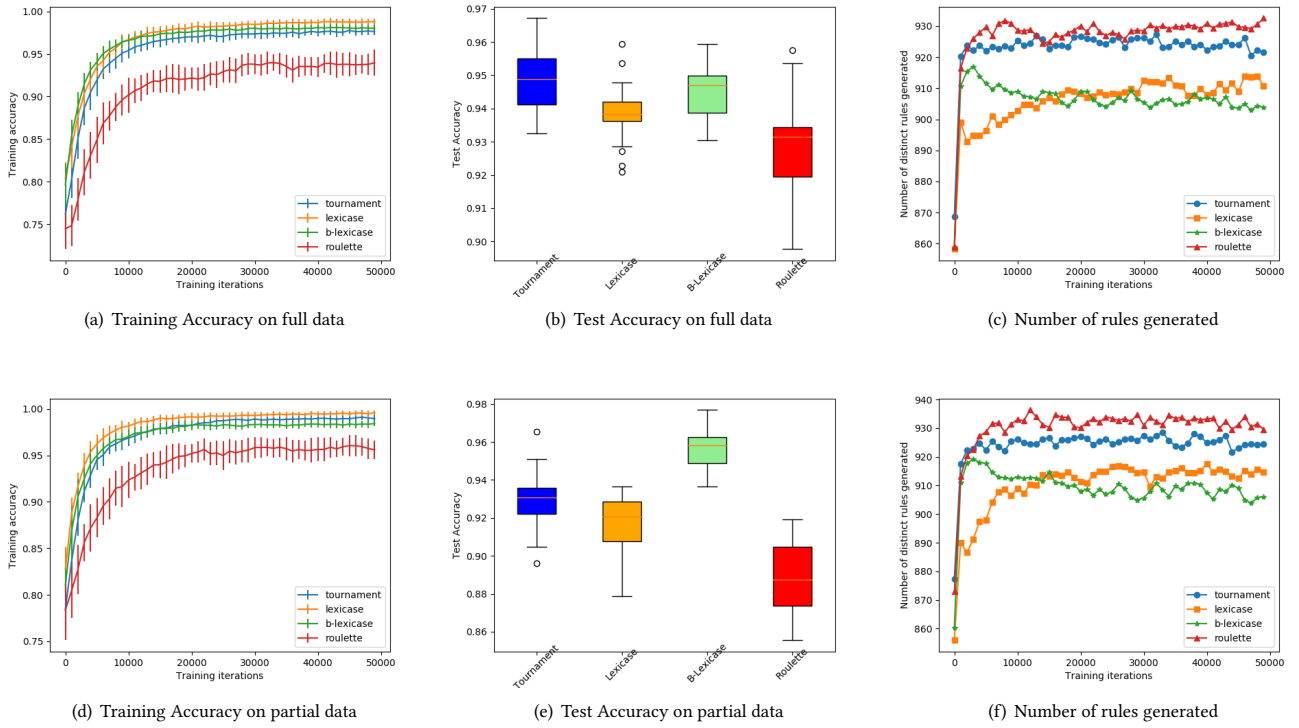 1.00
0.95
0.90
0.85
0.80
0.75
Training accuracy
0 10000 20000 30000 40000 50000
Training iterations
tournament
lexicase
b-lexicase
roulette
(a) Training Accuracy on full data
0.97
0.96
0.95
0.94
0.93
0.92
0.91
0.90
Test Accuracy
Tournament
Lexicase
B-Lexicase
Roulette
(b) Test Accuracy on full data
930
920
910
900
890
880
870
860
Number of distinct rules generated
0 10000 20000 30000 40000 50000
Training iterations
tournament
lexicase
b-lexicase
roulette
(c) Number of rules generated
1.00
0.95
0.90
0.85
0.80
0.75
Training accuracy
0 10000 20000 30000 40000 50000
Training iterations
tournament
lexicase
b-lexicase
roulette
(d) Training Accuracy on partial data
0.98
0.96
0.94
0.92
0.90
0.88
0.86
Test Accuracy
Tournament
Lexicase
B-Lexicase
Roulette
(e) Test Accuracy on partial data
940
930
920
910
900
890
880
870
860
Number of distinct rules generated
0 10000 20000 30000 40000 50000
Training iterations
tournament
lexicase
b-lexicase
roulette
(f) Number of rules generated